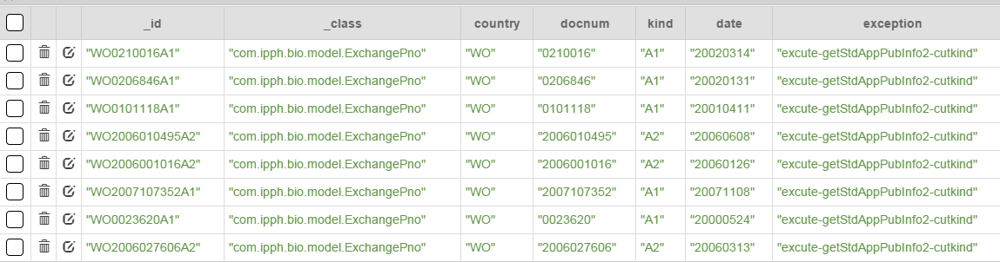 _id _class country docnum kind date exception
"WO0210016A1" "com.ipph.bio.model.ExchangePno" "WO" "0210016" "A1" "20020314" "excute-getStdAppPubInfo2-cutkind"
"WO0206846A1" "com.ipph.bio.model.ExchangePno" "WO" "0206846" "A1" "20020131" "excute-getStdAppPubInfo2-cutkind"
"WO0101118A1" "com.ipph.bio.model.ExchangePno" "WO" "0101118" "A1" "20010411" "excute-getStdAppPubInfo2-cutkind"
"WO2006010495A2" "com.ipph.bio.model.ExchangePno" "WO" "2006010495" "A2" "20060608" "excute-getStdAppPubInfo2-cutkind"
"WO2006001016A2" "com.ipph.bio.model.ExchangePno" "WO" "2006001016" "A2" "20060126" "excute-getStdAppPubInfo2-cutkind"
"WO2007107352A1" "com.ipph.bio.model.ExchangePno" "WO" "2007107352" "A1" "20071108" "excute-getStdAppPubInfo2-cutkind"
"WO0023620A1" "com.ipph.bio.model.ExchangePno" "WO" "0023620" "A1" "20000524" "excute-getStdAppPubInfo2-cutkind"
"WO2006027606A2" "com.ipph.bio.model.ExchangePno" "WO" "2006027606" "A2" "20060313" "excute-getStdAppPubInfo2-cutkind"